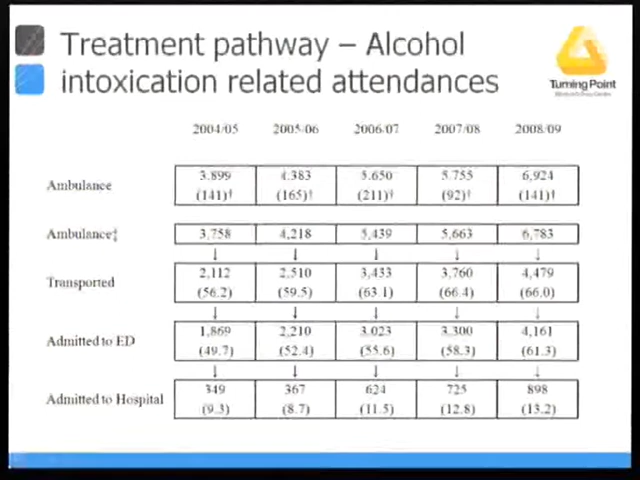 Treatment pathway – Alcohol
intoxication related attendances
Turning Point
2004/05 2005-06 2006/07 2007/08 2008/09
Ambulance 3,899 4,383 5,650 5,755 6,924
(141)† (165)† (211)† (92)† (141)†
Ambulance‡ 3,758 4,218 5,439 5,663 6,783
↓ ↓ ↓ ↓ ↓
Transported 2,112 2,510 3,433 3,760 4,479
(56.2) (59.5) (63.1) (66.4) (66.0)
↓ ↓ ↓ ↓ ↓
Admitted to ED 1,869 2,210 3,023 3,300 4,161
(49.7) (52.4) (55.6) (58.3) (61.3)
↓ ↓ ↓ ↓ ↓
Admitted to Hospital 349 367 624 725 898
(9.3) (8.7) (11.5) (12.8) (13.2)